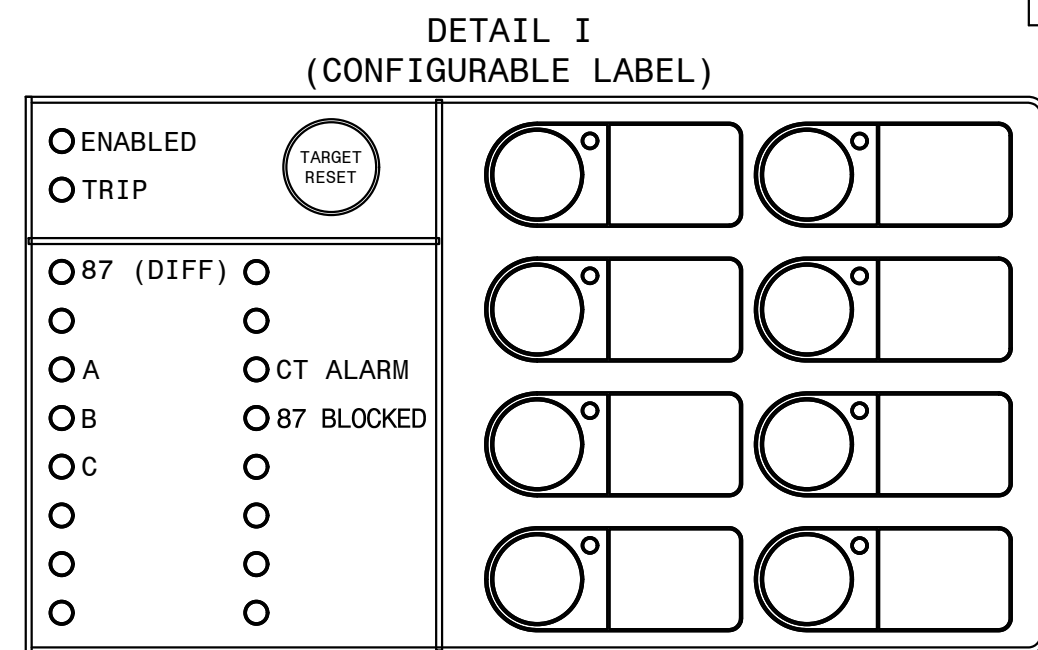 DETAIL I
(CONFIGURABLE LABEL)
ENABLED
TRIP
TARGET
RESET
87 (DIFF)
A
CT ALARM
B
87 BLOCKED
C